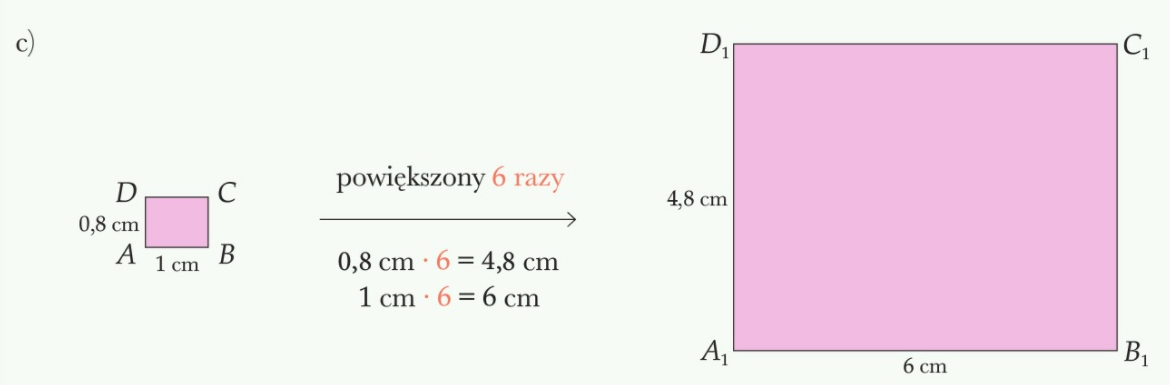 c)
D
C
0,8 cm
A
1 cm
B
powiększony 6 razy
0,8 cm · 6 = 4,8 cm
1 cm · 6 = 6 cm
D₁
C₁
4,8 cm
A₁
6 cm
B₁